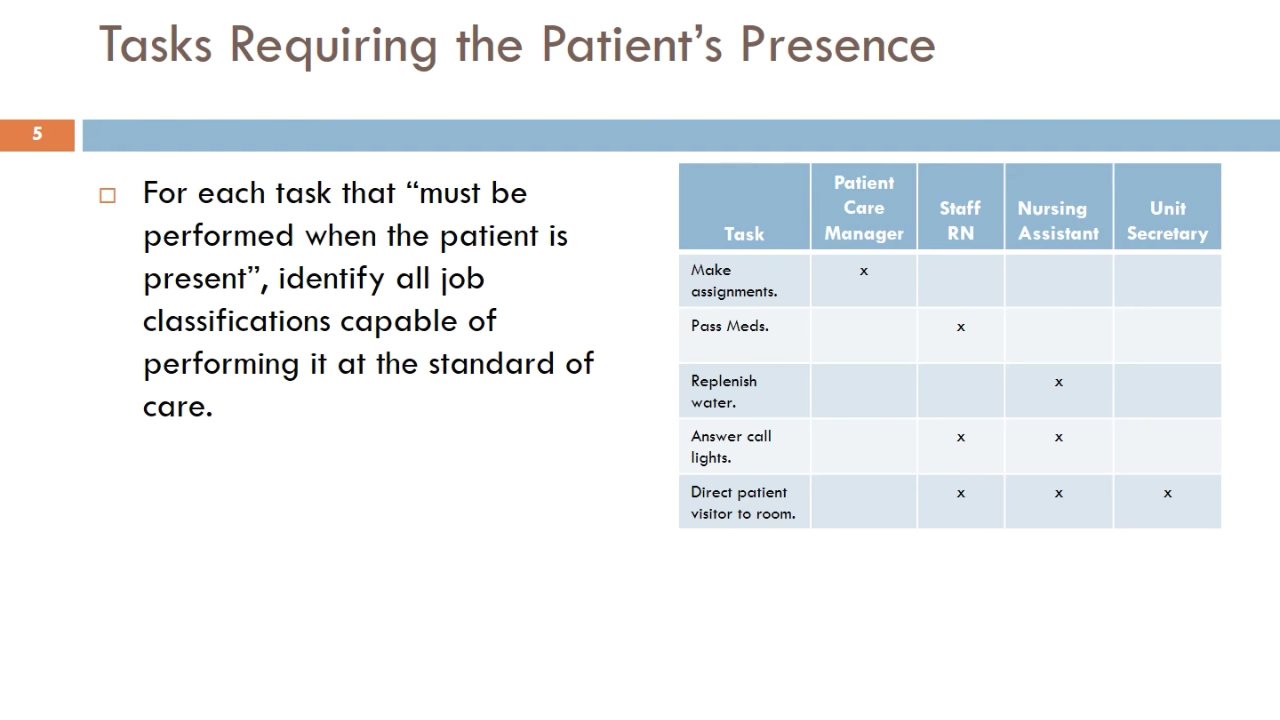 Tasks Requiring the Patient’s Presence
5
For each task that “must be
performed when the patient is
present”, identify all job
classifications capable of
performing it at the standard of
care.
Task Patient Care Manager Staff RN Nursing Assistant Unit Secretary
Make assignments. x
Pass Meds. x
Replenish water. x
Answer call lights. x x
Direct patient visitor to room. x x x